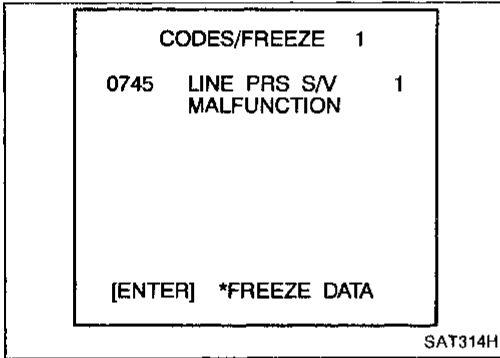 CODES/FREEZE 1
0745 LINE PRS S/V 1
MALFUNCTION
[ENTER] *FREEZE DATA
SAT314H